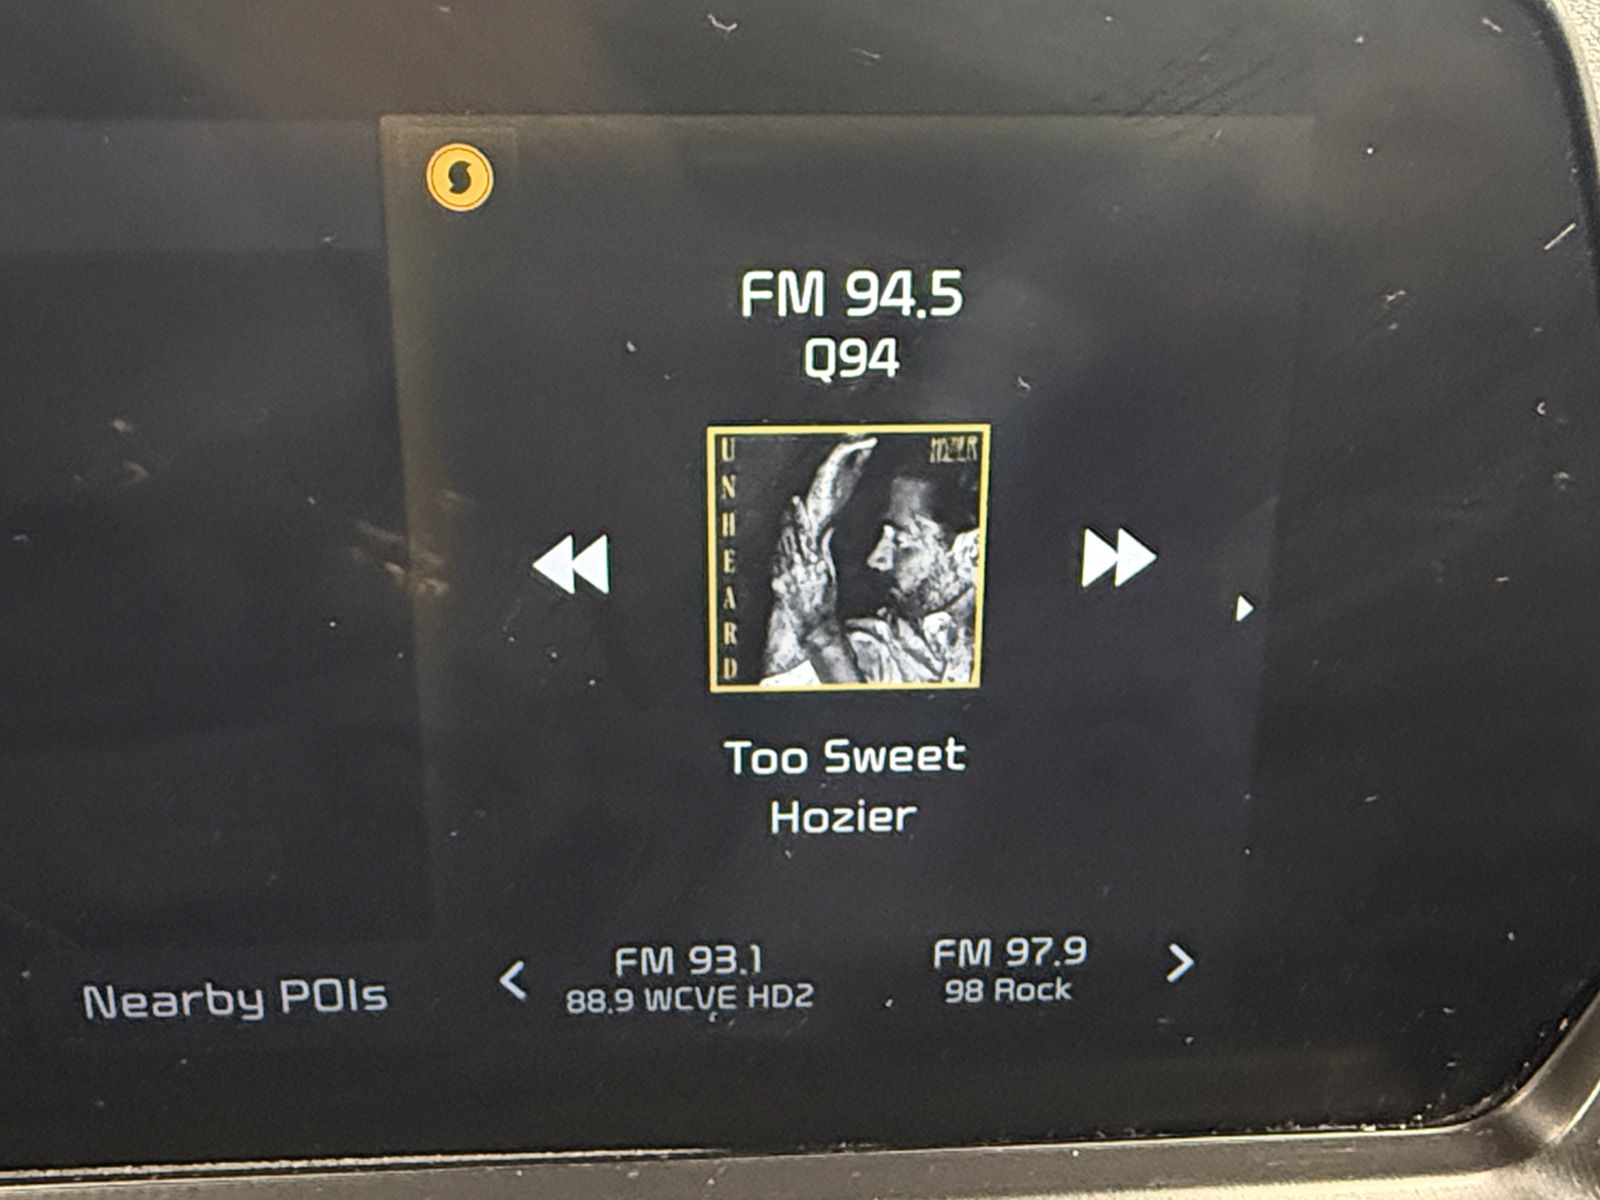 FM 94.5
Q94
UNHEARD
HOZIER
Too Sweet
Hozier
FM 93.1
88.9 WCVE HD2
FM 97.9
98 Rock
Nearby POIs